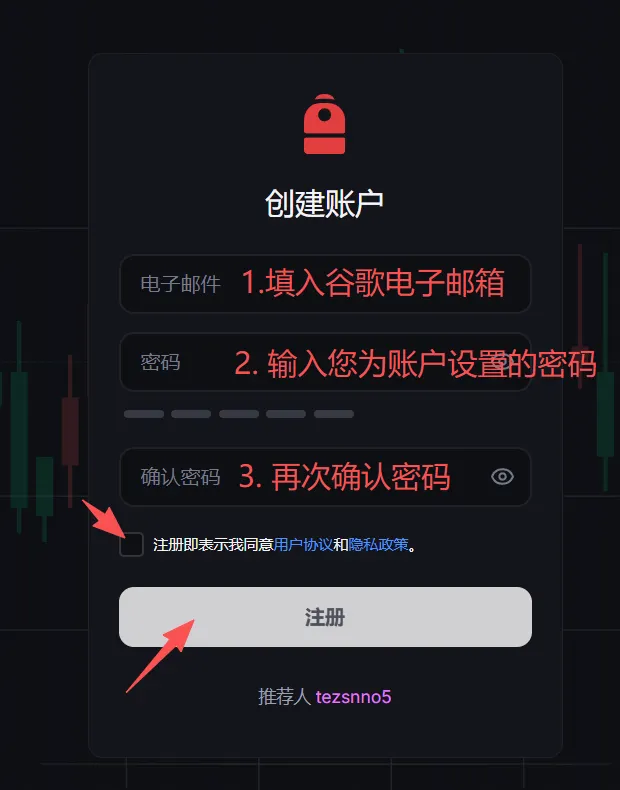 创建账户
电子邮件 1.填入谷歌电子邮箱
密码 2. 输入您为账户设置的密码
确认密码 3. 再次确认密码
注册即表示我同意用户协议和隐私政策。
注册
推荐人 tezsnno5